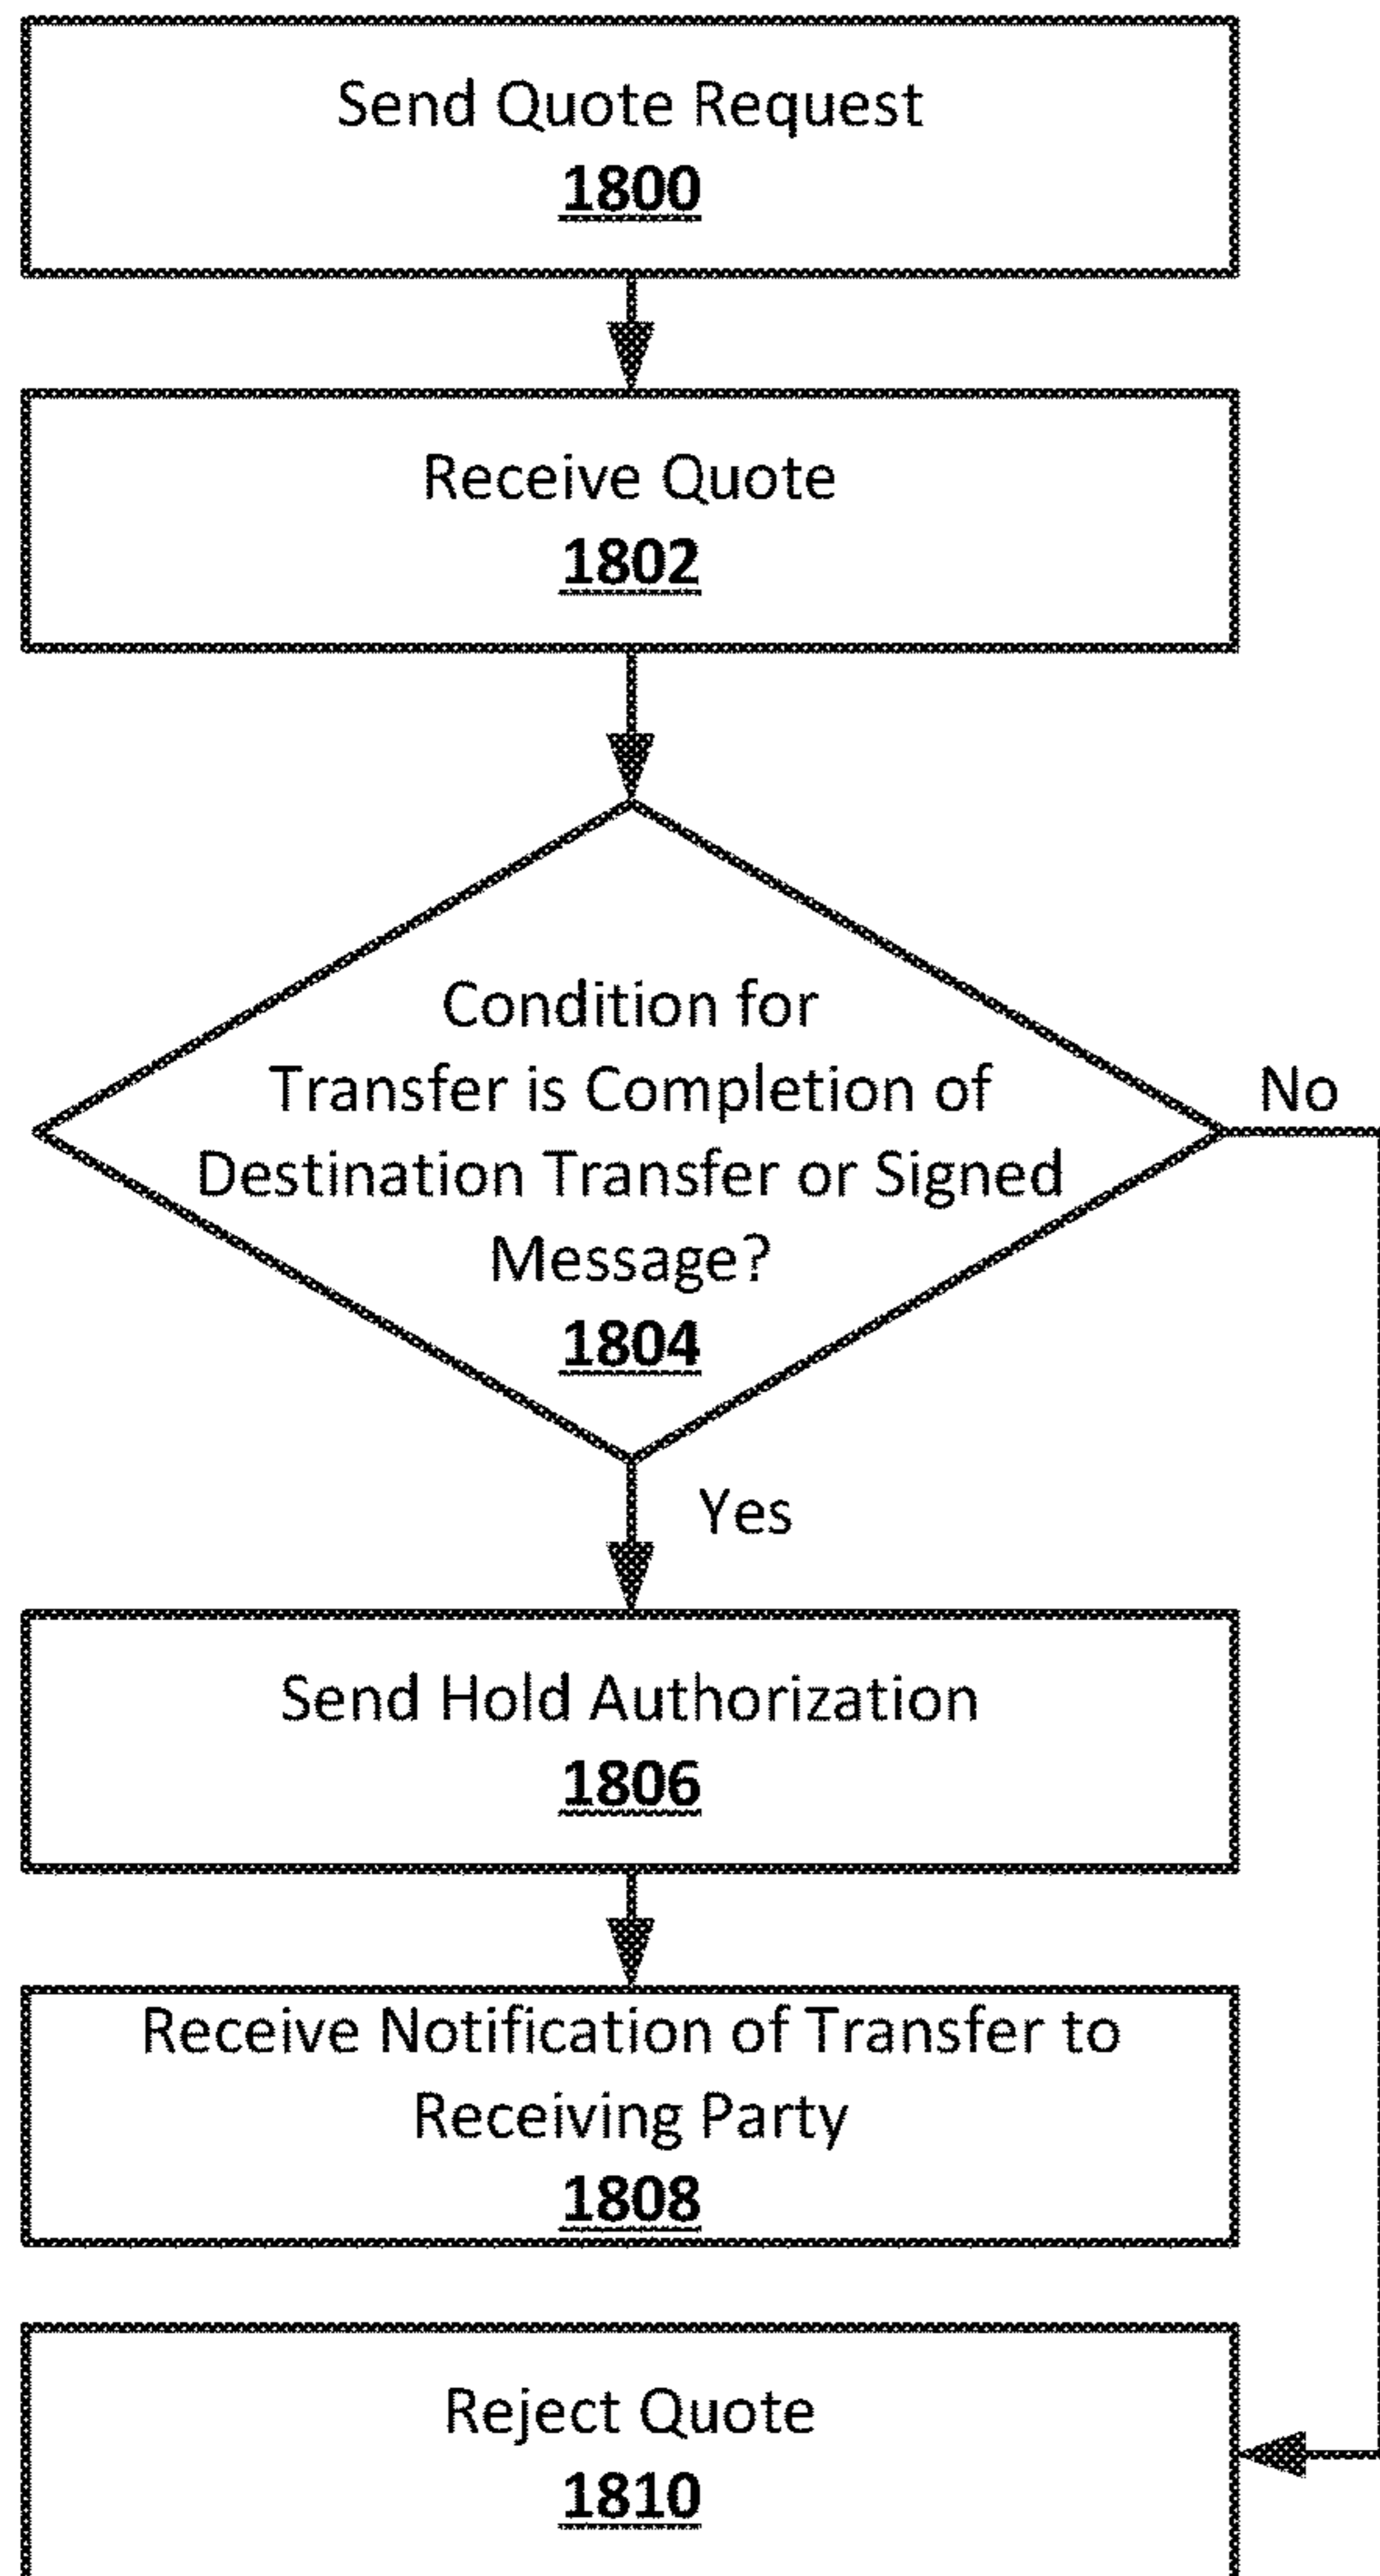 Send Quote Request
1800
Receive Quote
1802
Condition for
Transfer is Completion of
Destination Transfer or Signed
Message?
1804
No
Yes
Send Hold Authorization
1806
Receive Notification of Transfer to
Receiving Party
1808
Reject Quote
1810